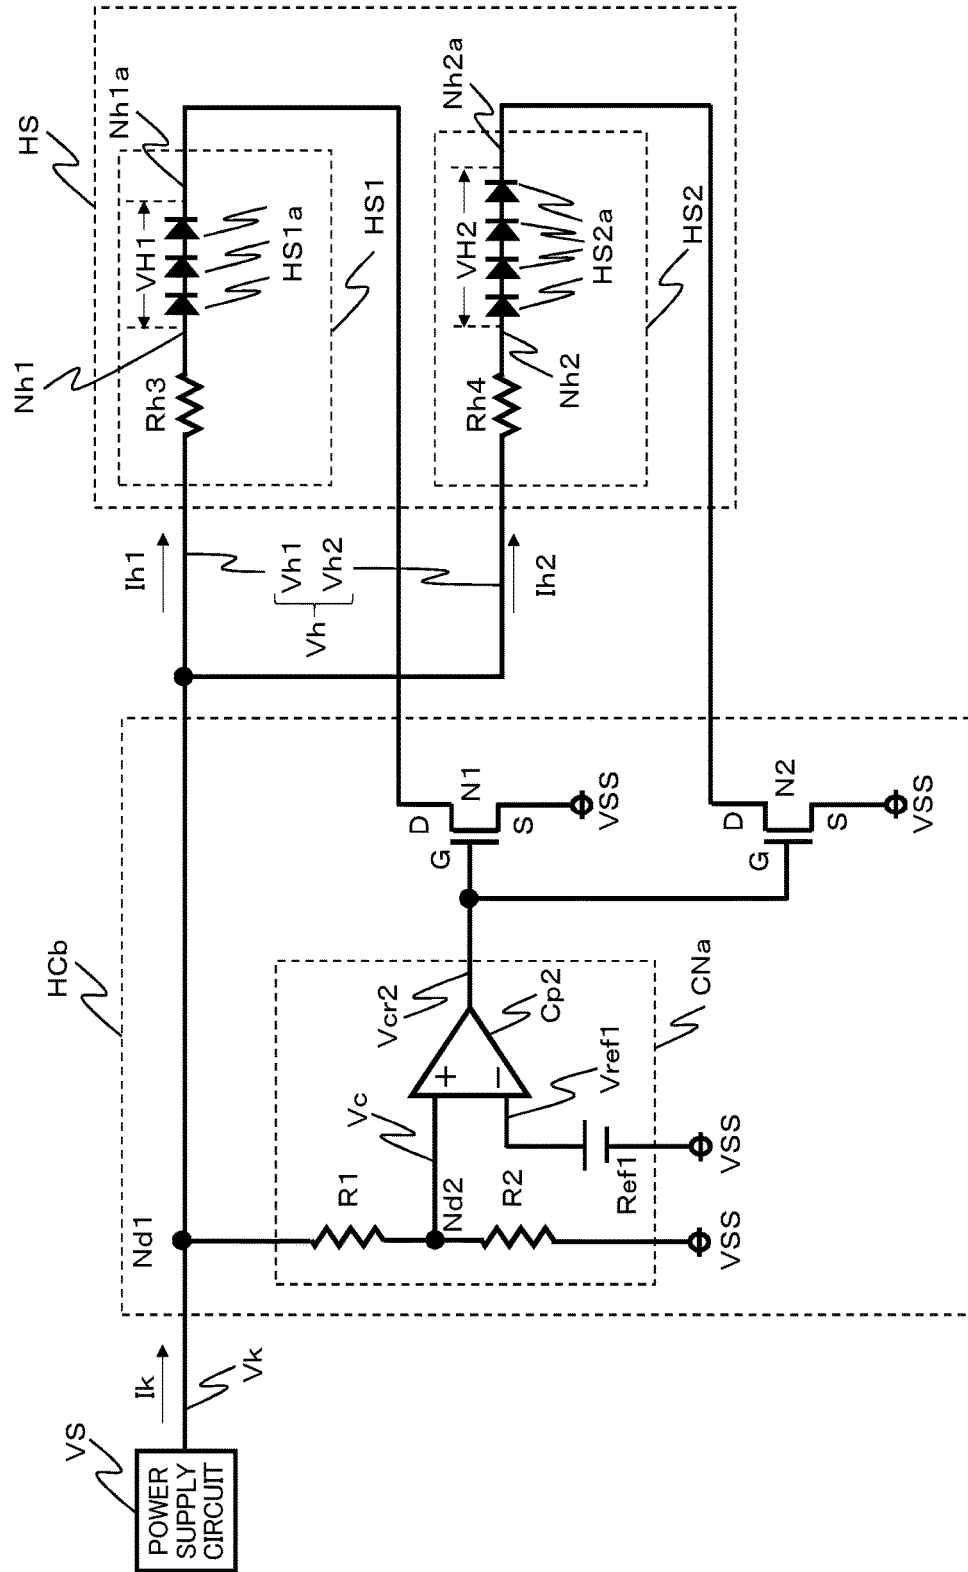 VS
POWER
SUPPLY
CIRCUIT
Ik
Vk
HCb
Nd1
R1
Nd2
R2
Vc
+
−
Vref1
Ref1
VSS
VSS
Vcr2
Cp2
CNa
G
D
S
N1
VSS
G
D
S
N2
VSS
Ih1
Vh1
Vh2
Vh
Ih2
HS
Nh1
Rh3
VH1
Nh1a
HS1a
HS1
Rh4
Nh2
VH2
Nh2a
HS2a
HS2